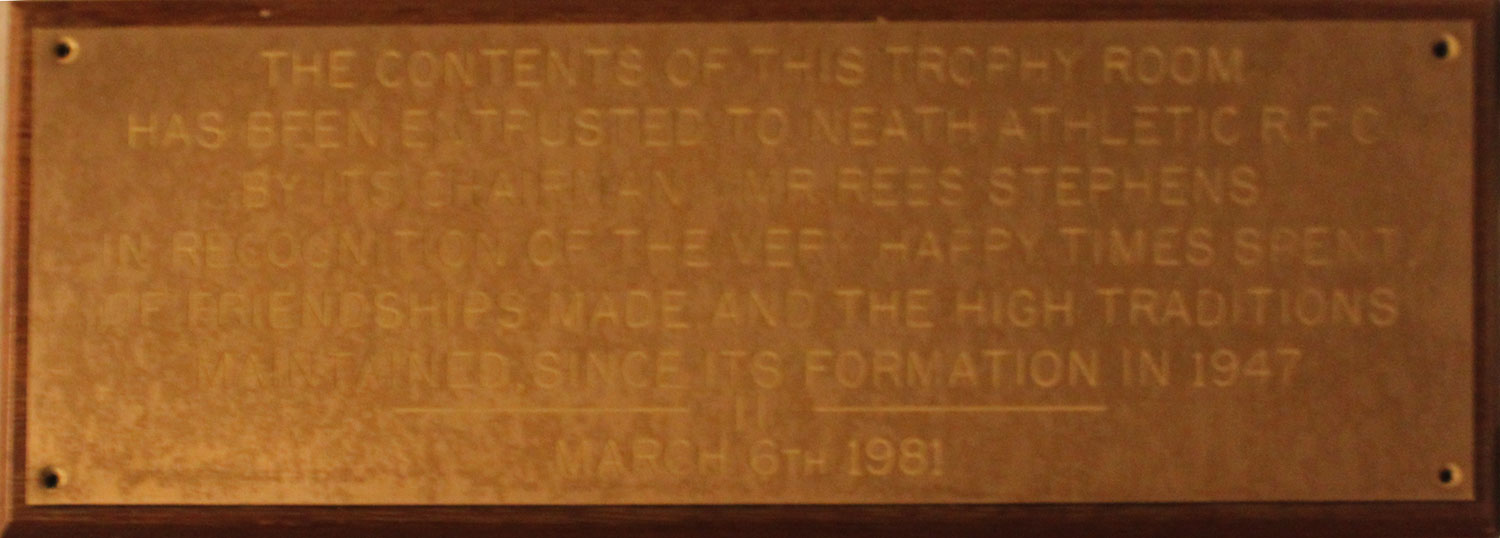 THE CONTENTS OF THIS TROPHY ROOM
HAS BEEN ENTRUSTED TO NEATH ATHLETIC R F C
BY ITS CHAIRMAN. MR REES STEPHENS
IN RECOGNITION OF THE VERY HAPPY TIMES SPENT,
OF FRIENDSHIPS MADE AND THE HIGH TRADITIONS
MAINTAINED SINCE ITS FORMATION IN 1947
MARCH 6TH 1981